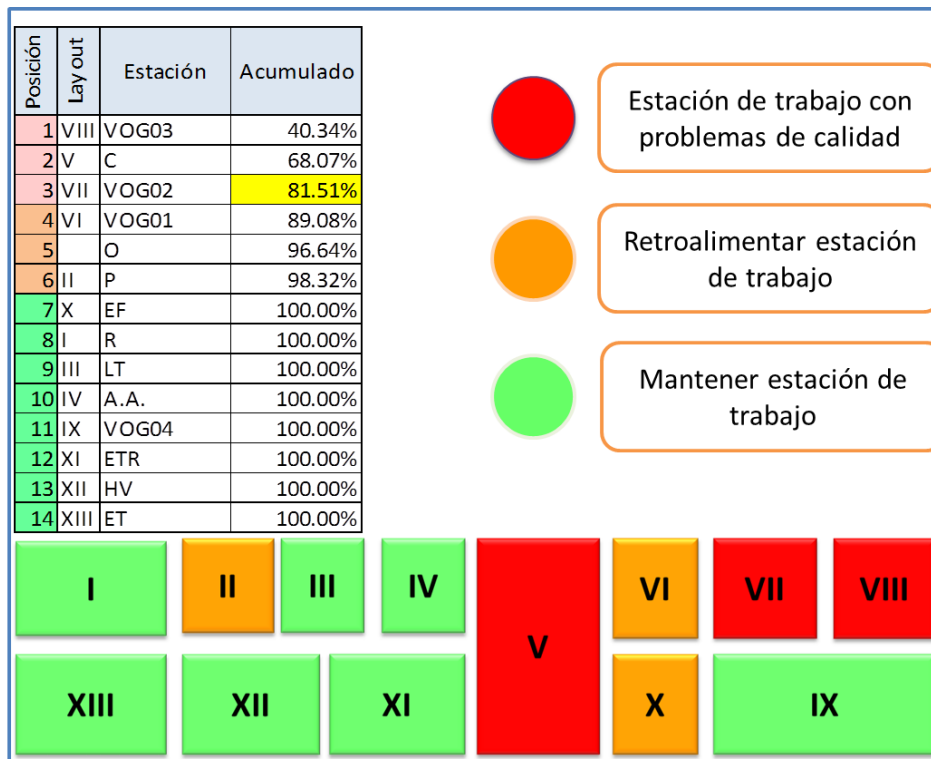 Posición Lay out Estación Acumulado
1 VIII VOG03 40.34%
2 V C 68.07%
3 VII VOG02 81.51%
4 VI VOG01 89.08%
5 O 96.64%
6 II P 98.32%
7 X EF 100.00%
8 I R 100.00%
9 III LT 100.00%
10 IV A.A. 100.00%
11 IX VOG04 100.00%
12 XI ETR 100.00%
13 XII HV 100.00%
14 XIII ET 100.00%
Estación de trabajo con
problemas de calidad
Retroalimentar estación
de trabajo
Mantener estación de
trabajo
I II III IV V VI VII VIII
XIII XII XI X IX